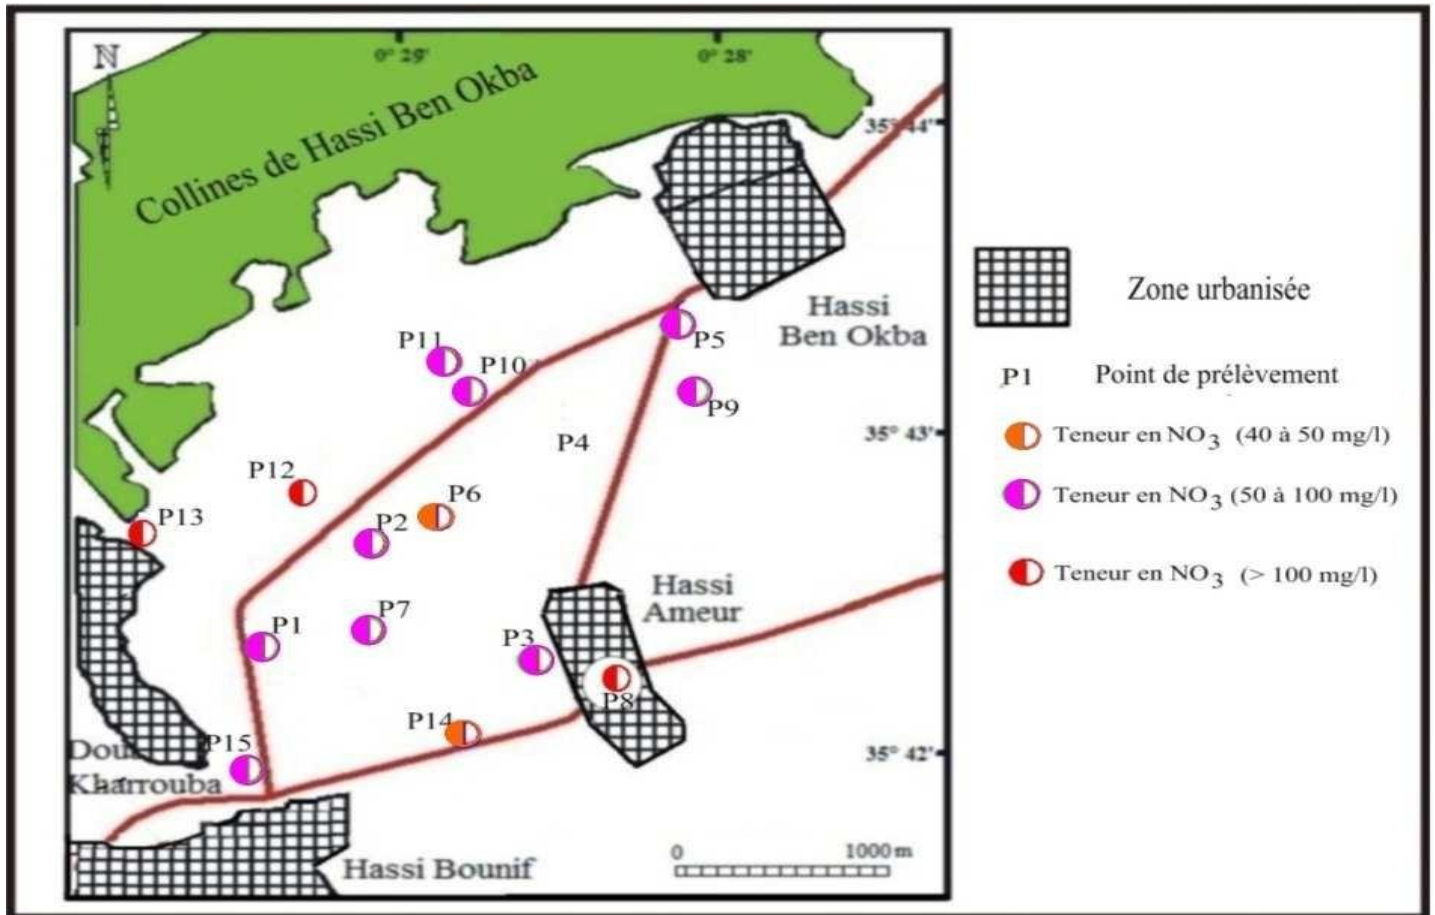 N
0° 29'
0° 28'
Collines de Hassi Ben Okba
35° 44'
Hassi
Ben Okba
P11
P10
P5
P9
35° 43'
P4
P12
P6
P13
P2
Hassi
Ameur
P7
P1
P3
P8
P14
35° 42'
P15
Dou
Kharrouba
Hassi Bounif
0 1000 m
Zone urbanisée
P1 Point de prélèvement
Teneur en NO3 (40 à 50 mg/l)
Teneur en NO3 (50 à 100 mg/l)
Teneur en NO3 (> 100 mg/l)